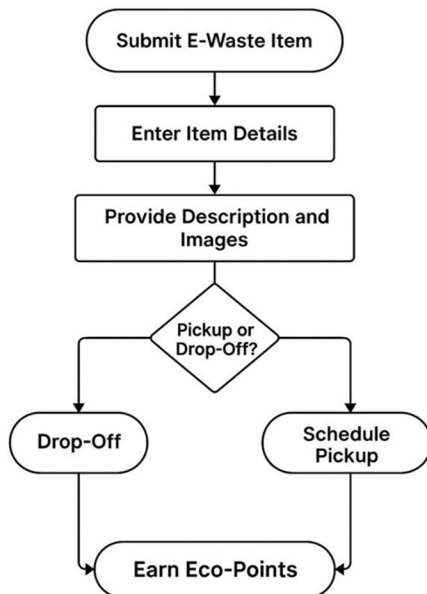 Submit E-Waste Item
Enter Item Details
Provide Description and
Images
Pickup or
Drop-Off?
Drop-Off
Schedule
Pickup
Earn Eco-Points